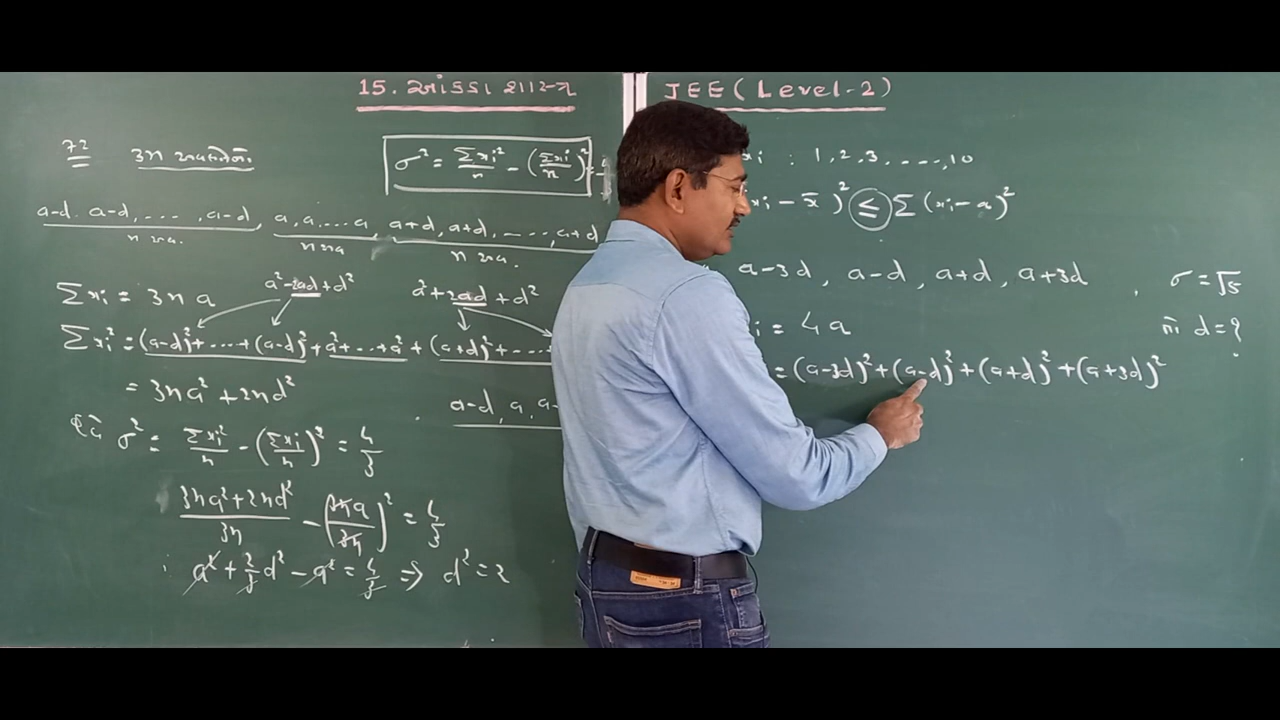 15. આંકડા શાસ્ત્ર
72
3n અવલોકનો
σ² = Σxi²/n - (Σxi/n)²
a-d, a-d, ...., a-d, a, a, ... a, a+d, a+d, ...., a+d
Σxi = 3na
a²-2ad+d²
a²+2ad+d²
Σxi² = (a-d)²+...+(a-d)²+a²+...+a²+(a+d)²+...
= 3na²+2nd²
a-d, a, a-
σ² = Σxi²/n - (Σxi/n)² = 4/3
(3na²+2nd²)/3n - (3na/3n)² = 4/3
a² + 2/3 d² - a² = 4/3 ⇒ d² = 2
JEE (Level-2)
xi : 1, 2, 3, ....., 10
xi - x̄)² ≤ Σ(xi - a)²
a-3d, a-d, a+d, a+3d , σ = √5
i = 4a
d = ?
= (a-3d)² + (a-d)² + (a+d)² + (a+3d)²